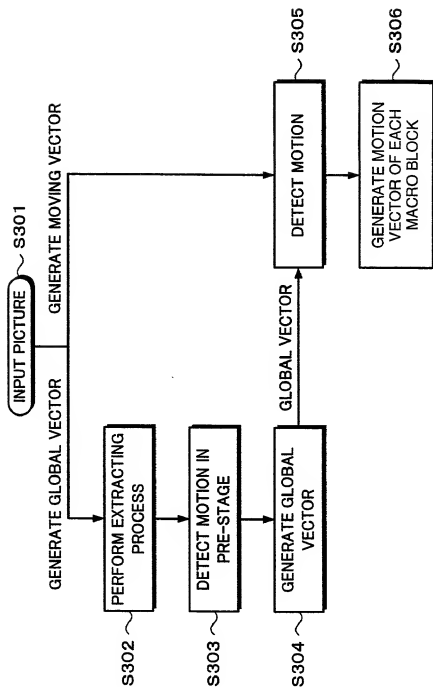 INPUT PICTURE
S301
GENERATE GLOBAL VECTOR
GENERATE MOVING VECTOR
S302
PERFORM EXTRACTING
PROCESS
S303
DETECT MOTION IN
PRE-STAGE
S304
GENERATE GLOBAL
VECTOR
GLOBAL VECTOR
DETECT MOTION
S305
GENERATE MOTION
VECTOR OF EACH
MACRO BLOCK
S306